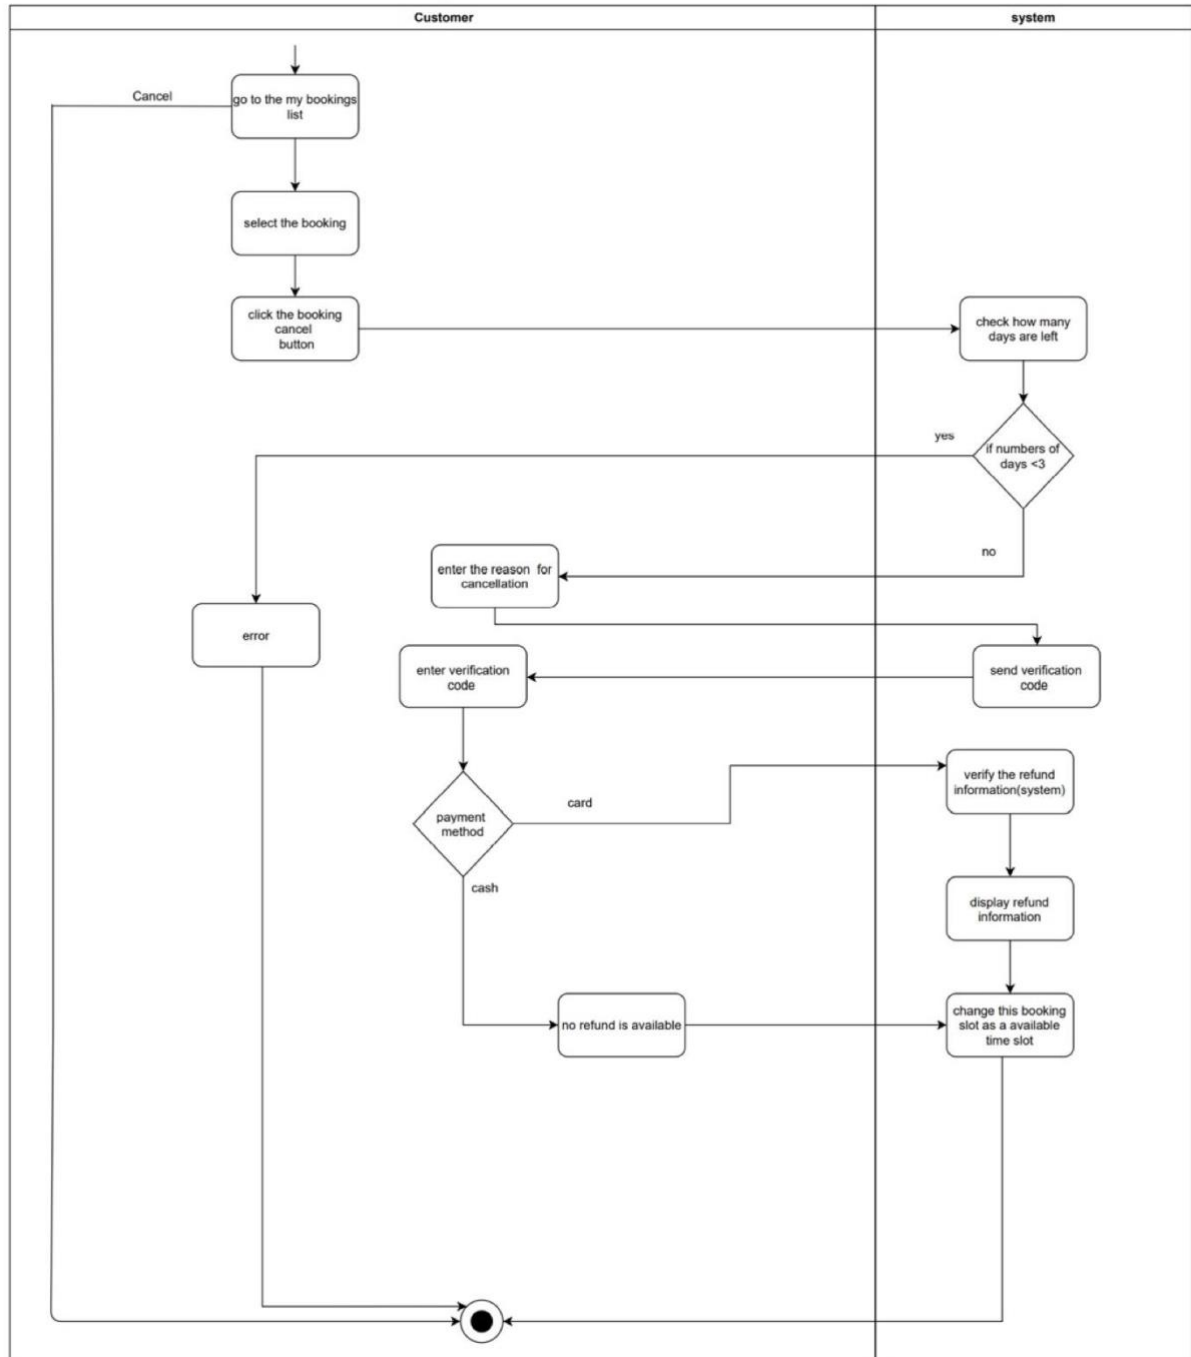 Customer
system
Cancel
go to the my bookings
list
select the booking
click the booking
cancel
button
check how many
days are left
yes
if numbers of
days <3
no
enter the reason for
cancellation
error
enter verification
code
send verification
code
verify the refund
information(system)
card
payment
method
cash
display refund
information
no refund is available
change this booking
slot as a available
time slot